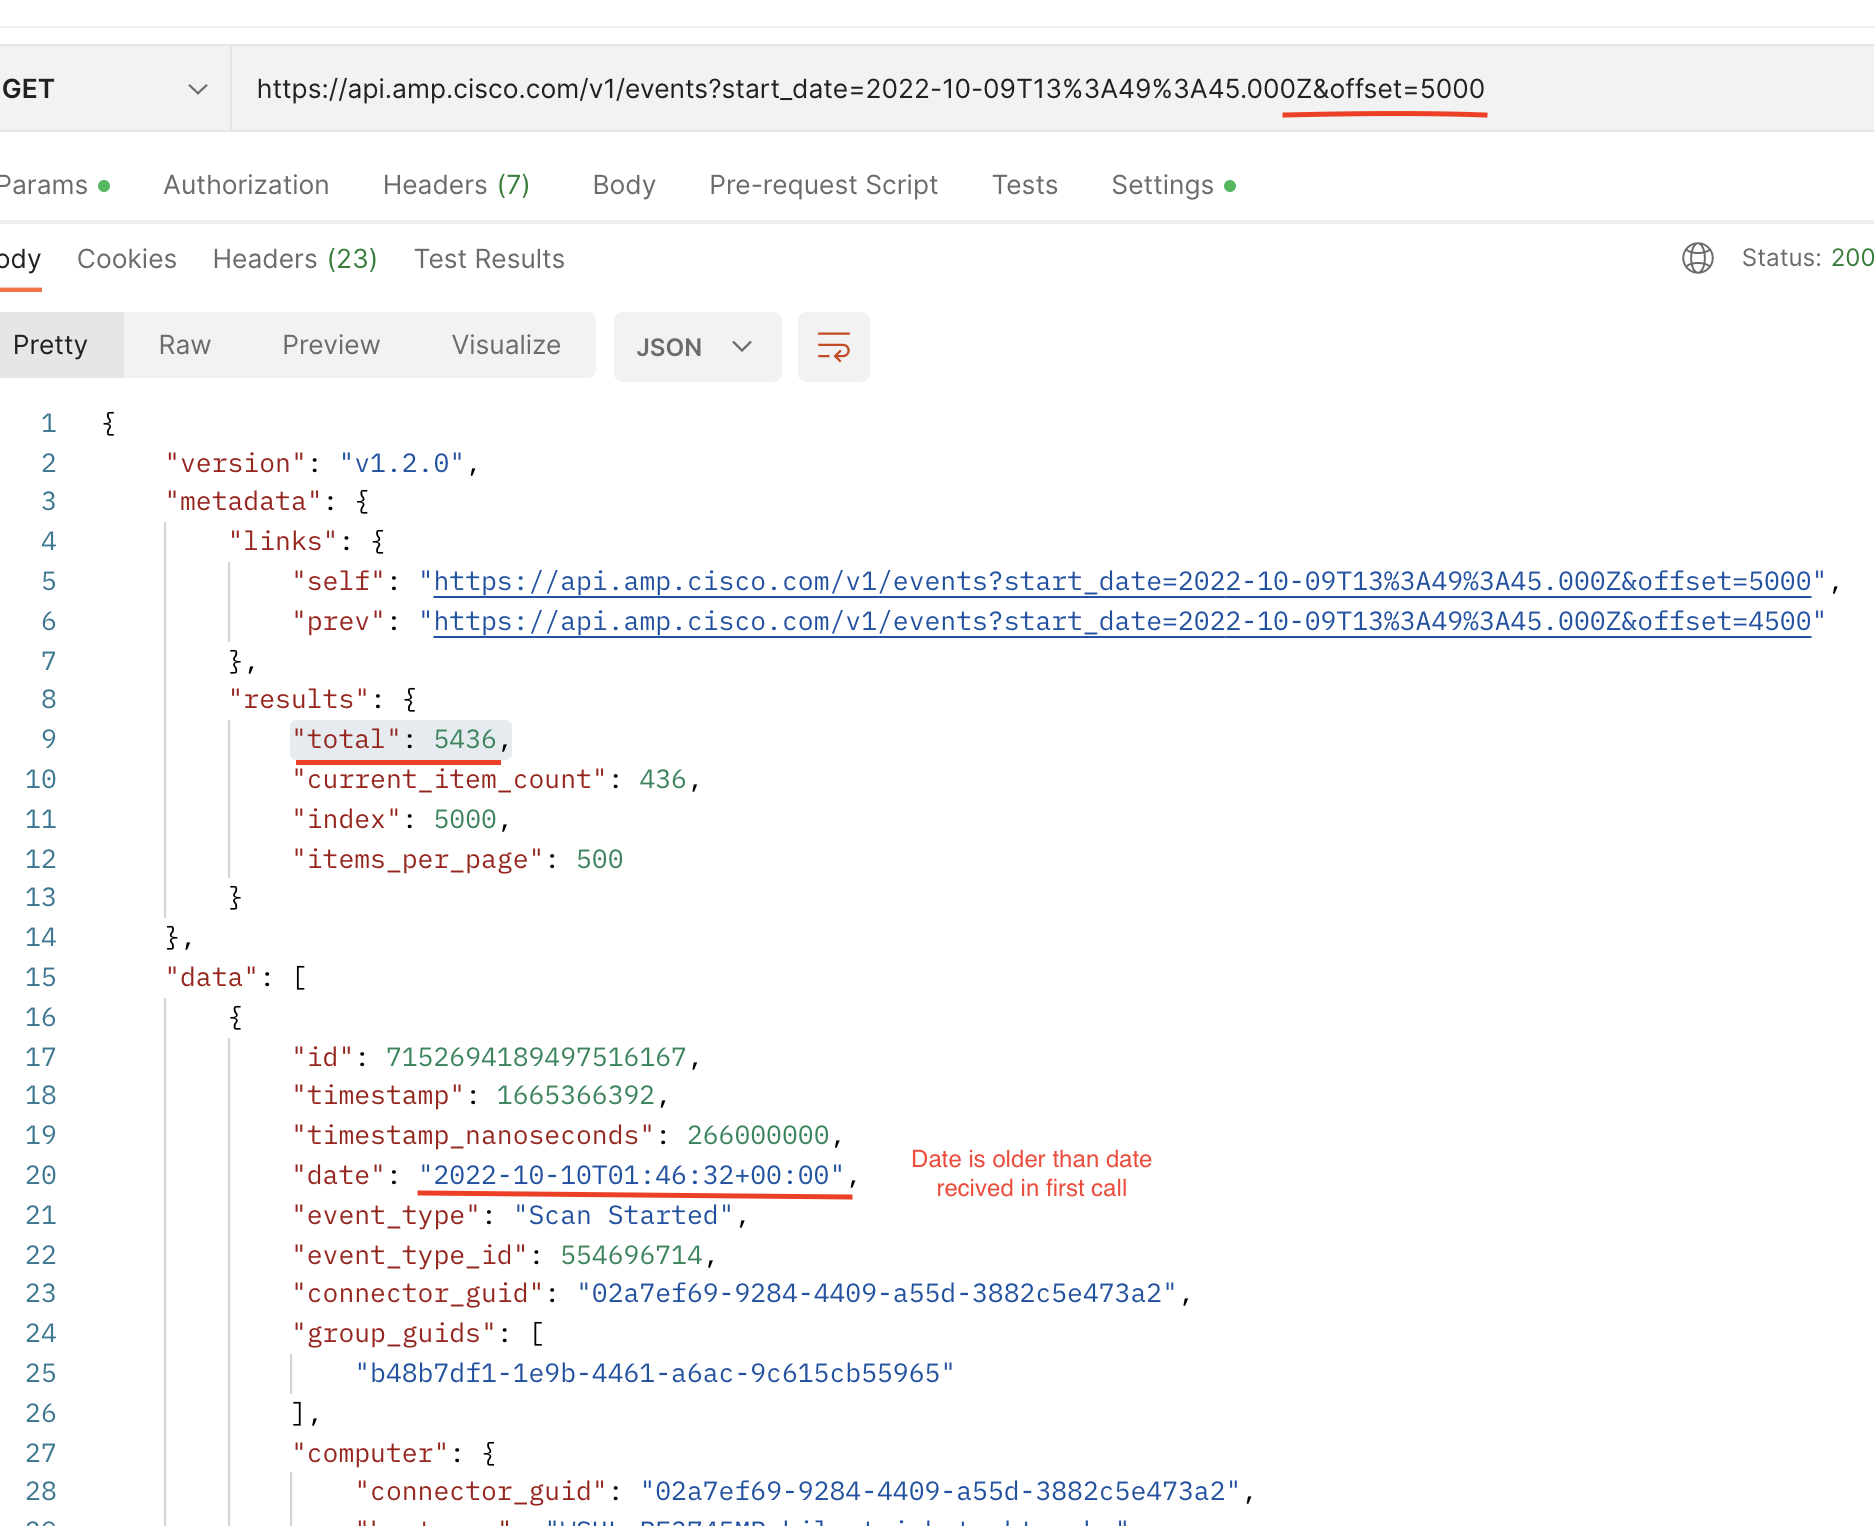 GET https://api.amp.cisco.com/v1/events?start_date=2022-10-09T13%3A49%3A45.000Z&offset=5000
Params Authorization Headers (7) Body Pre-request Script Tests Settings
ody Cookies Headers (23) Test Results Status: 200
Pretty Raw Preview Visualize JSON
1 {
2 "version": "v1.2.0",
3 "metadata": {
4 "links": {
5 "self": "https://api.amp.cisco.com/v1/events?start_date=2022-10-09T13%3A49%3A45.000Z&offset=5000",
6 "prev": "https://api.amp.cisco.com/v1/events?start_date=2022-10-09T13%3A49%3A45.000Z&offset=4500"
7 },
8 "results": {
9 "total": 5436,
10 "current_item_count": 436,
11 "index": 5000,
12 "items_per_page": 500
13 }
14 },
15 "data": [
16 {
17 "id": 7152694189497516167,
18 "timestamp": 1665366392,
19 "timestamp_nanoseconds": 266000000,
20 "date": "2022-10-10T01:46:32+00:00",
Date is older than date
recived in first call
21 "event_type": "Scan Started",
22 "event_type_id": 554696714,
23 "connector_guid": "02a7ef69-9284-4409-a55d-3882c5e473a2",
24 "group_guids": [
25 "b48b7df1-1e9b-4461-a6ac-9c615cb55965"
26 ],
27 "computer": {
28 "connector_guid": "02a7ef69-9284-4409-a55d-3882c5e473a2",